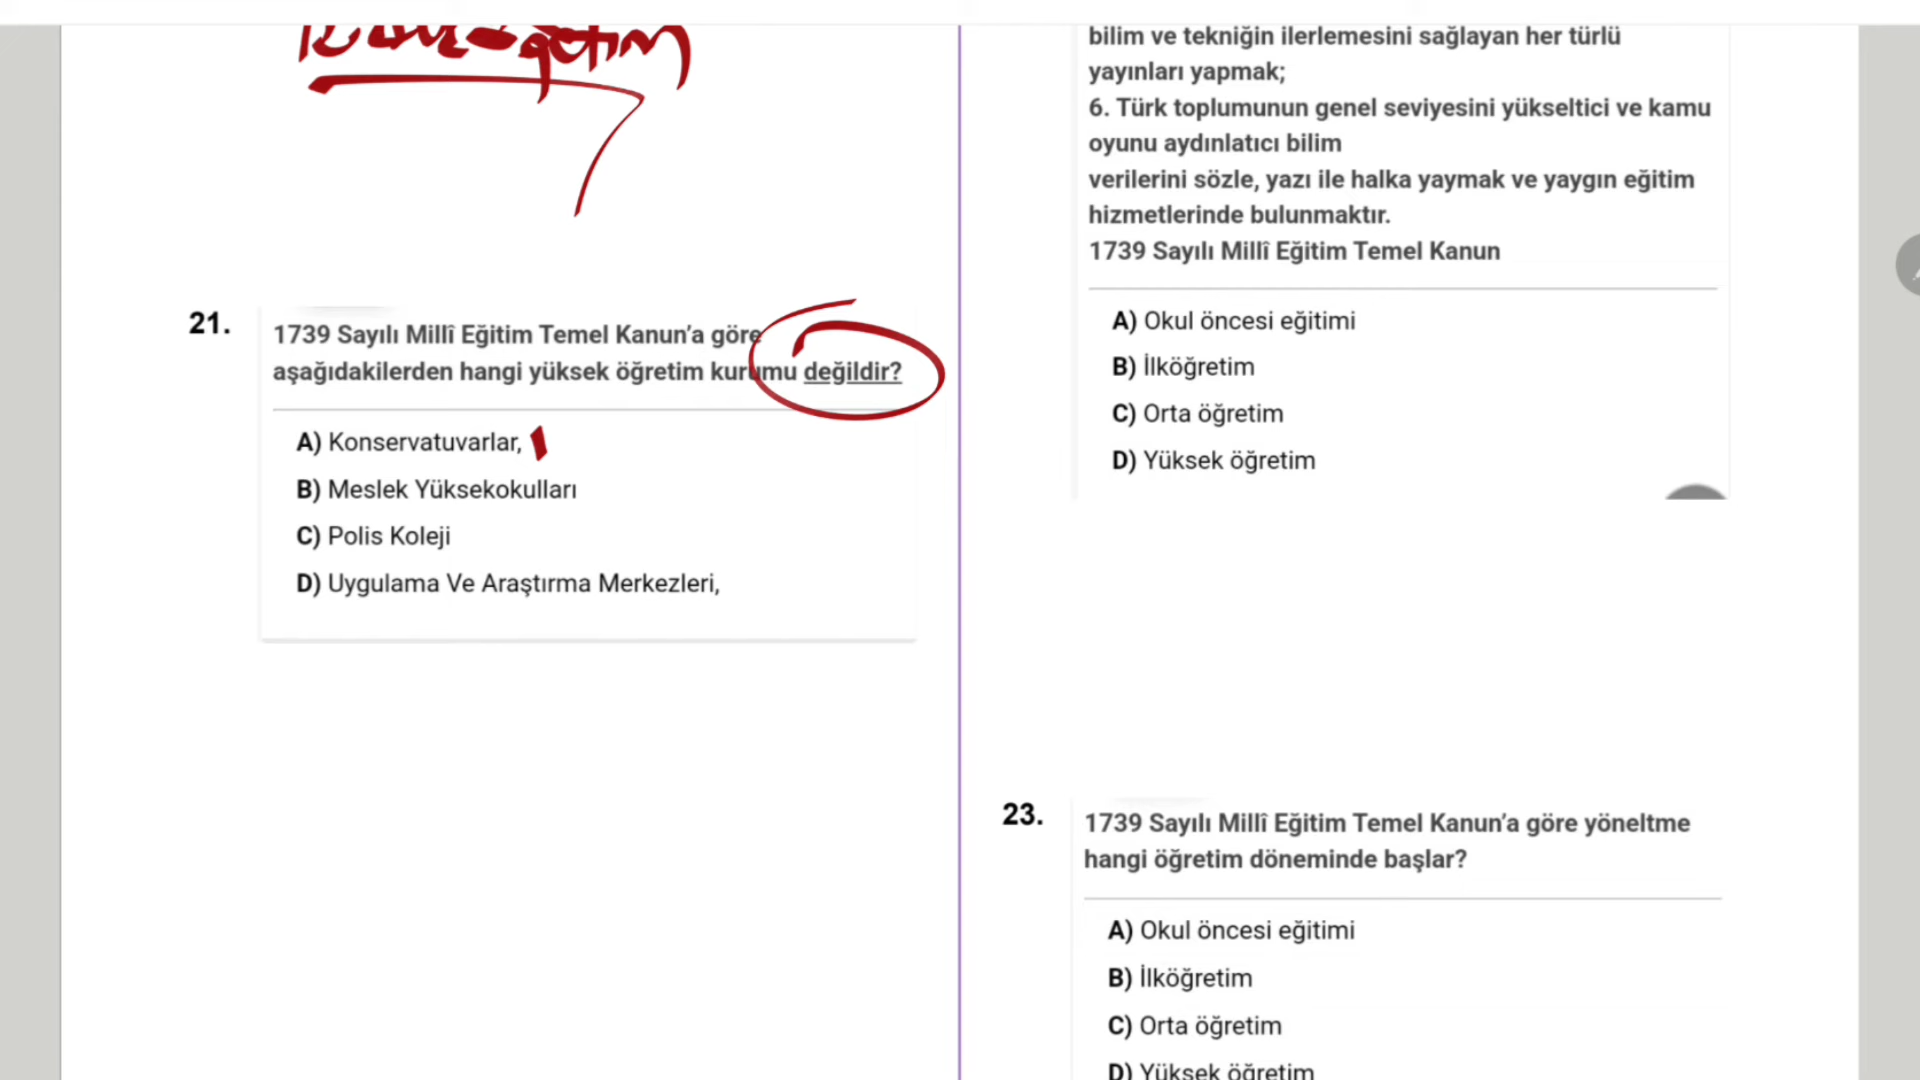 21.
1739 Sayılı Millî Eğitim Temel Kanun’a göre
aşağıdakilerden hangi yüksek öğretim kurumu değildir?
A) Konservatuvarlar,
B) Meslek Yüksekokulları
C) Polis Koleji
D) Uygulama Ve Araştırma Merkezleri,
bilim ve tekniğin ilerlemesini sağlayan her türlü
yayınları yapmak;
6. Türk toplumunun genel seviyesini yükseltici ve kamu
oyunu aydınlatıcı bilim
verilerini sözle, yazı ile halka yaymak ve yaygın eğitim
hizmetlerinde bulunmaktır.
1739 Sayılı Millî Eğitim Temel Kanun
A) Okul öncesi eğitimi
B) İlköğretim
C) Orta öğretim
D) Yüksek öğretim
23.
1739 Sayılı Millî Eğitim Temel Kanun’a göre yöneltme
hangi öğretim döneminde başlar?
A) Okul öncesi eğitimi
B) İlköğretim
C) Orta öğretim
D) Yüksek öğretim